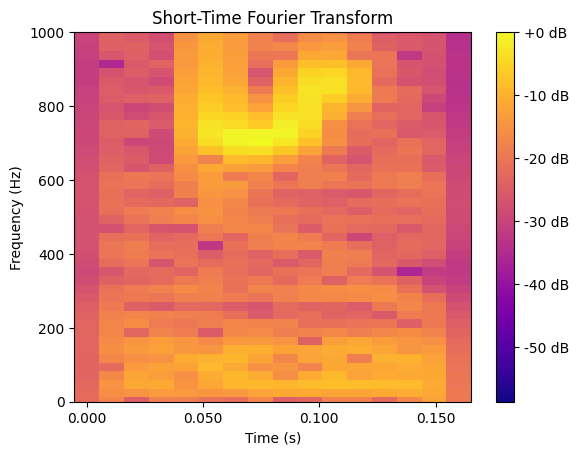 Short-Time Fourier Transform
1000
800
600
400
200
0
Frequency (Hz)
0.000
0.050
0.100
0.150
Time (s)
+0 dB
-10 dB
-20 dB
-30 dB
-40 dB
-50 dB